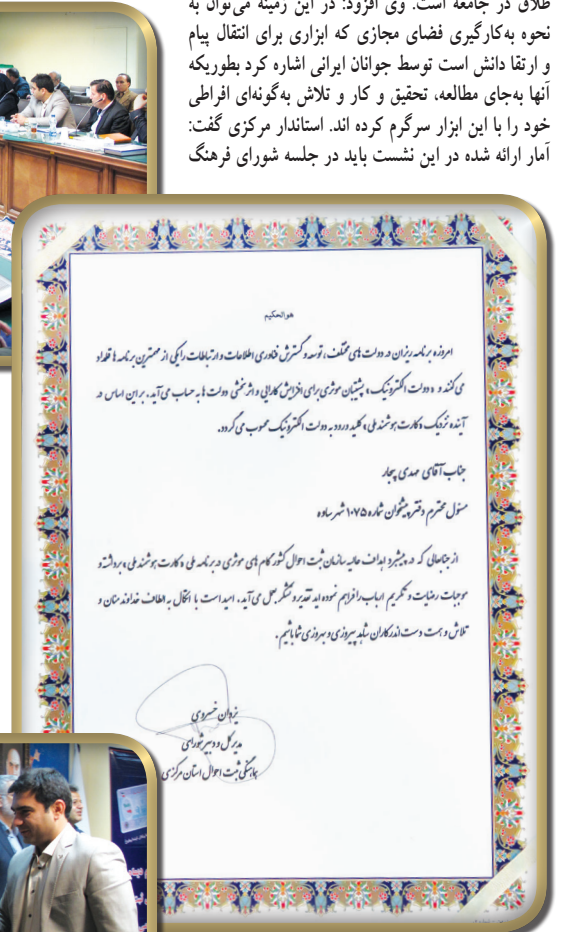 طلاق در جامعه است. وی افزود: در این زمینه می‌توان به
نحوه به‌کارگیری فضای مجازی که ابزاری برای انتقال پیام
و ارتقا دانش است توسط جوانان ایرانی اشاره کرد بطوریکه
آنها به‌جای مطالعه، تحقیق و کار و تلاش به‌گونه‌ای افراطی
خود را با این ابزار سرگرم کرده اند. استاندار مرکزی گفت:
آمار ارائه شده در این نشست باید در جلسه شورای فرهنگ
هوالحکیم
امروزه برنامه ریزان در دولت های مختلف، توسعه و گسترش فناوری اطلاعات و ارتباطات را یکی از مهمترین برنامه ها قلمداد
می کنند و «دولت الکترونیک» پشتیبان موثری برای افزایش کارایی و اثر بخشی دولت ها به حساب می آید. بر این اساس در
آینده نزدیک «کارت هوشمند ملی» کلید ورود به دولت الکترونیک محسوب می گردد.
جناب آقای مهدی بیجار
مسئول محترم دفتر پیشخوان شماره ۱۰۷۵ شهر ساوه
از جنابعالی که در پیشبرد اهداف عالیه سازمان ثبت احوال کشور گام های موثری در برنامه ملی «کارت هوشمند ملی» برداشته و
موجبات رضایت و تکریم ارباب را فراهم نموده اید تقدیر و تشکر بعمل می آید. امید است با اتکال به الطاف خداوند منان و
تلاش و همت دست اندرکاران شاهد پیروزی و بهروزی شما باشیم.
یزدان خسروی
مدیر کل و دبیر شورای
هماهنگی ثبت احوال استان مرکزی